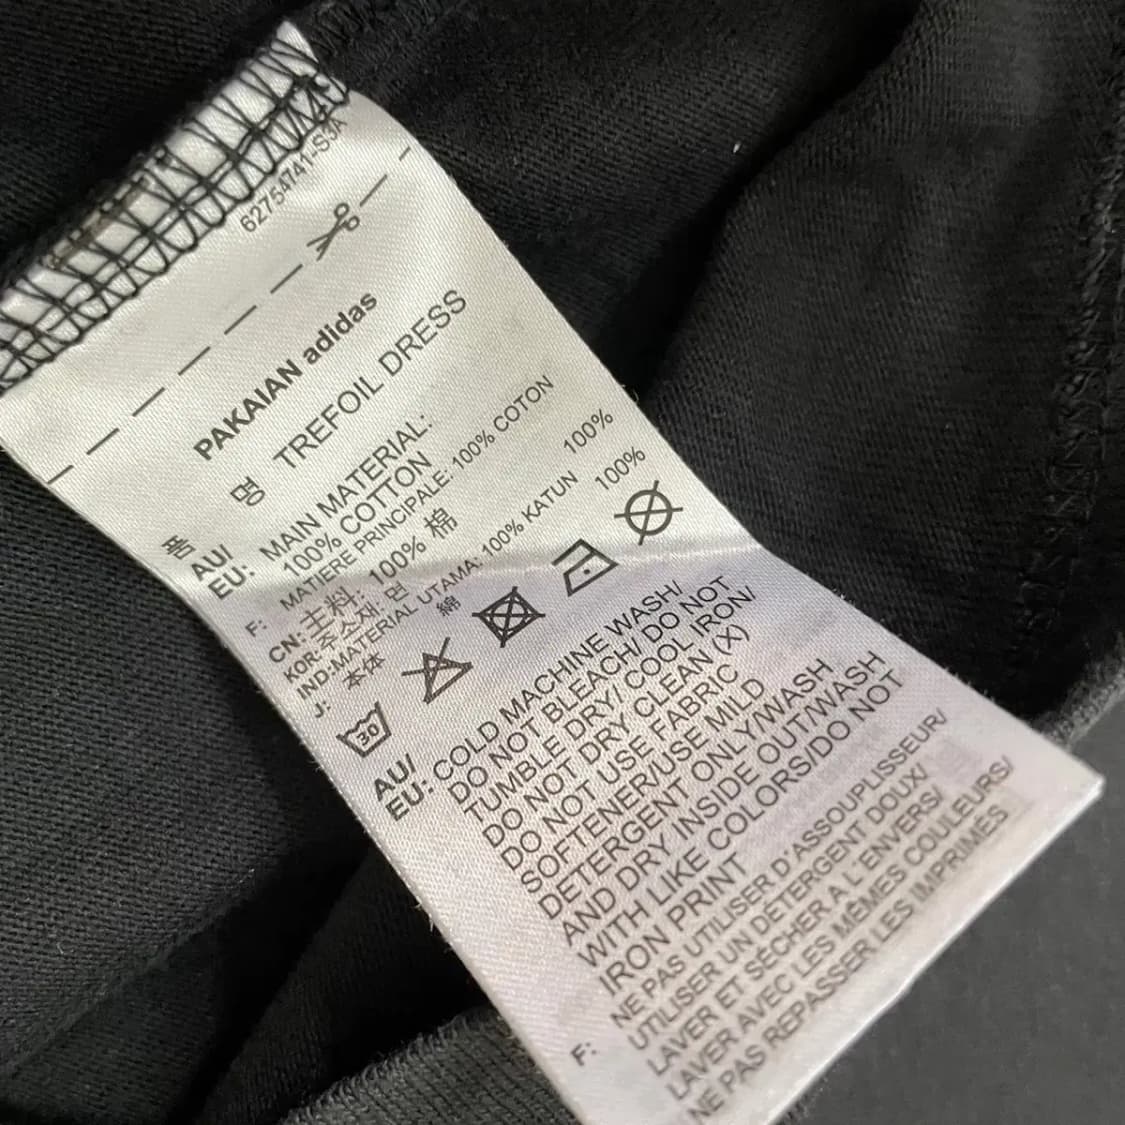 62754741-S3A
PAKAIAN adidas
품 명 TREFOIL DRESS
AU/
EU: MAIN MATERIAL:
100% COTTON
F: MATIERE PRINCIPALE: 100% COTON
CN: 主料: 100% 棉
KOR: 주소재: 면 100%
IND:MATERIAL UTAMA: 100% KATUN
J: 本体 綿 100%
30
AU/
EU: COLD MACHINE WASH/
DO NOT BLEACH/ DO NOT
TUMBLE DRY/ COOL IRON/
DO NOT DRY CLEAN (X)
DO NOT USE FABRIC
SOFTENER/USE MILD
DETERGENT ONLY/WASH
AND DRY INSIDE OUT/WASH
WITH LIKE COLORS/DO NOT
IRON PRINT
F: NE PAS UTILISER D'ASSOUPLISSEUR/
UTILISER UN DÉTERGENT DOUX/
LAVER ET SÉCHER A L'ENVERS/
LAVER AVEC LES MÊMES COULEURS/
NE PAS REPASSER LES IMPRIMÉS